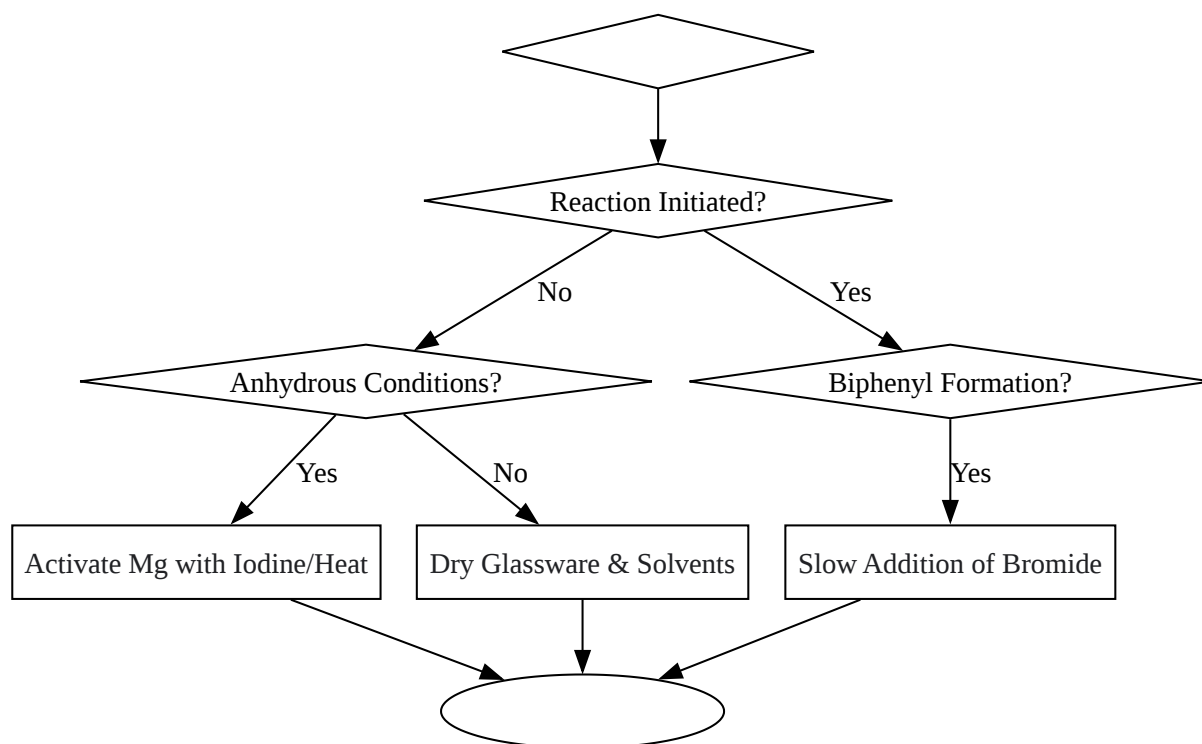 Reaction Initiated?
No
Yes
Anhydrous Conditions?
Biphenyl Formation?
Yes
No
Yes
Activate Mg with Iodine/Heat
Dry Glassware & Solvents
Slow Addition of Bromide